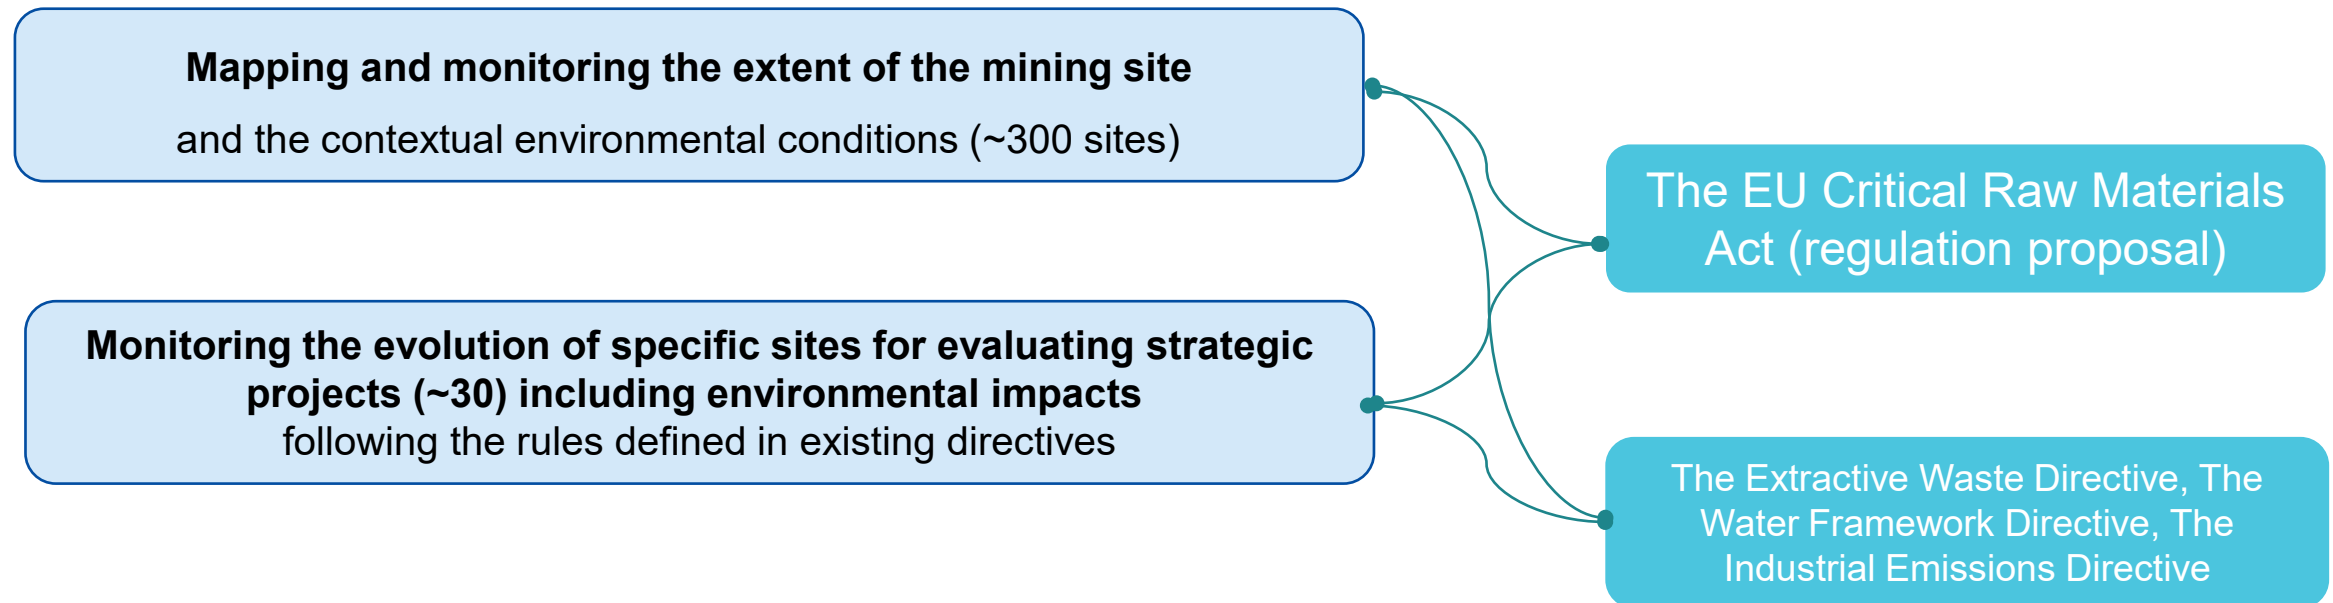 Mapping and monitoring the extent of the mining site
and the contextual environmental conditions (~300 sites)
The EU Critical Raw Materials
Act (regulation proposal)
Monitoring the evolution of specific sites for evaluating strategic
projects (~30) including environmental impacts
following the rules defined in existing directives
The Extractive Waste Directive, The
Water Framework Directive, The
Industrial Emissions Directive